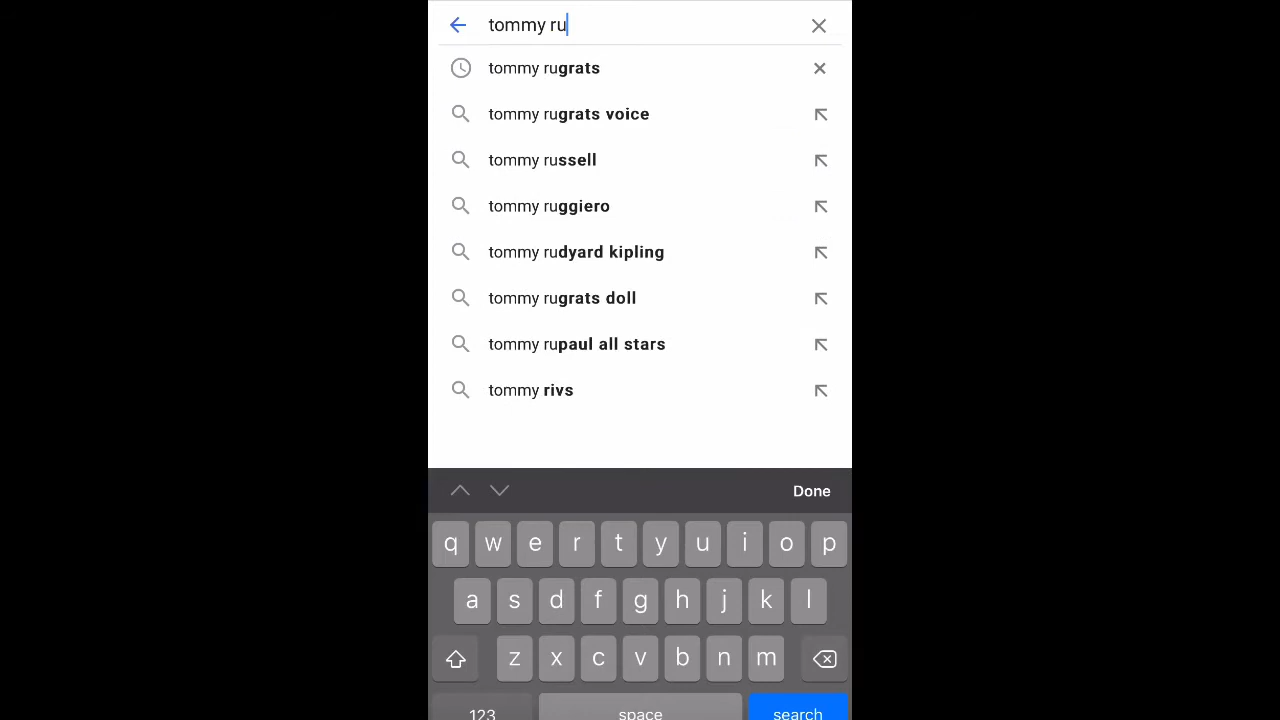 tommy ru
tommy rugrats
tommy rugrats voice
tommy russell
tommy ruggiero
tommy rudyard kipling
tommy rugrats doll
tommy rupaul all stars
tommy rivs
Done
q w e r t y u i o p
a s d f g h j k l
z x c v b n m
123 space search